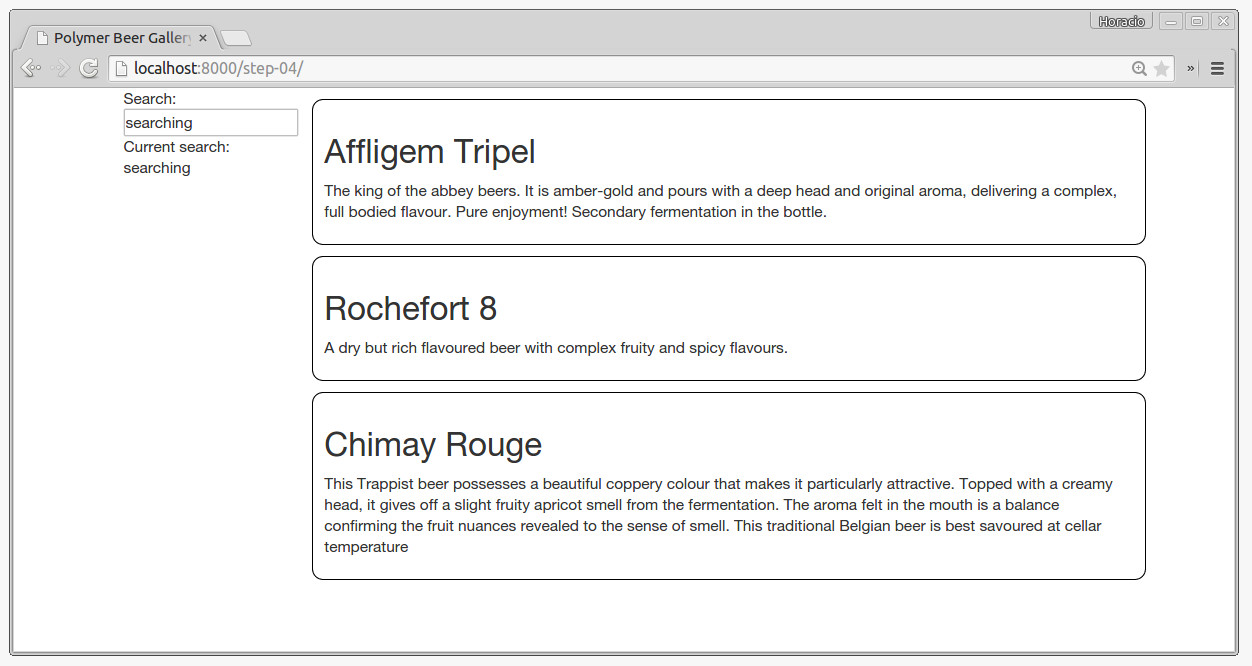 Horacio
Polymer Beer Gallery
localhost:8000/step-04/
»
Search:
searching
Current search:
searching
Affligem Tripel
The king of the abbey beers. It is amber-gold and pours with a deep head and original aroma, delivering a complex,
full bodied flavour. Pure enjoyment! Secondary fermentation in the bottle.
Rochefort 8
A dry but rich flavoured beer with complex fruity and spicy flavours.
Chimay Rouge
This Trappist beer possesses a beautiful coppery colour that makes it particularly attractive. Topped with a creamy
head, it gives off a slight fruity apricot smell from the fermentation. The aroma felt in the mouth is a balance
confirming the fruit nuances revealed to the sense of smell. This traditional Belgian beer is best savoured at cellar
temperature